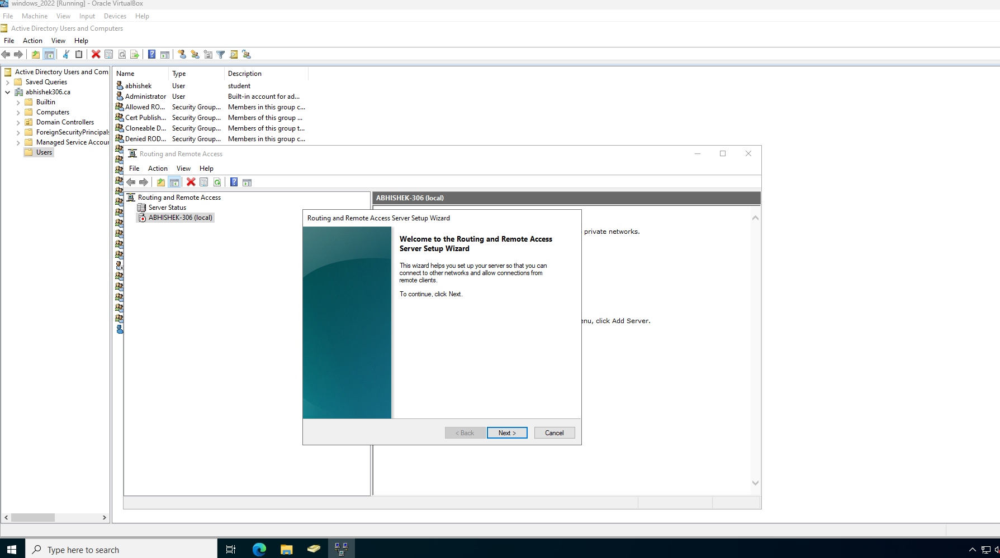 windows_2022 [Running] - Oracle VirtualBox
File Machine View Input Devices Help
Active Directory Users and Computers
File Action View Help
Active Directory Users and Com
Saved Queries
abhishek306.ca
Builtin
Computers
Domain Controllers
ForeignSecurityPrincipals
Managed Service Accour
Users
Name Type Description
abhishek User student
Administrator User Built-in account for ad...
Allowed RO... Security Group... Members in this group c...
Cert Publish... Security Group... Members of this group ...
Cloneable D... Security Group... Members of this group t...
Denied ROD... Security Group... Members in this group c...
Routing and Remote Access
File Action View Help
Routing and Remote Access
Server Status
ABHISHEK-306 (local)
ABHISHEK-306 (local)
private networks.
enu, click Add Server.
Routing and Remote Access Server Setup Wizard
Welcome to the Routing and Remote Access
Server Setup Wizard
This wizard helps you set up your server so that you can
connect to other networks and allow connections from
remote clients.
To continue, click Next.
< Back Next > Cancel
Type here to search